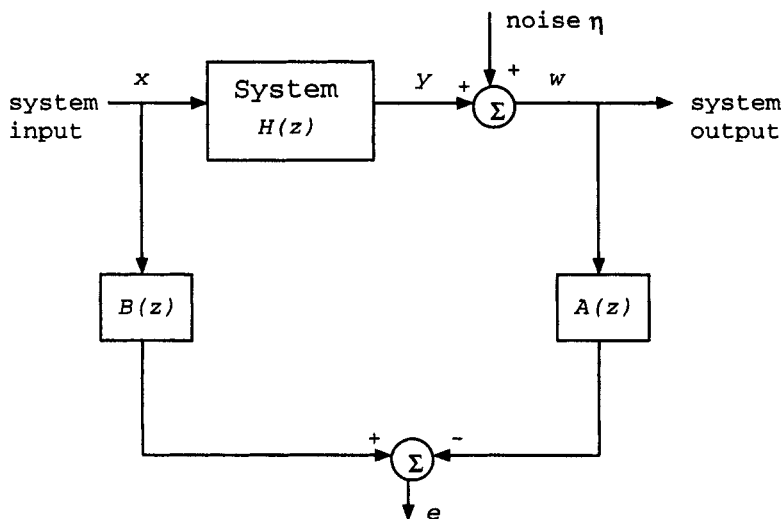 noise η
x
System
H(z)
y
+
+
w
Σ
system
input
system
output
B(z)
A(z)
+
-
Σ
e